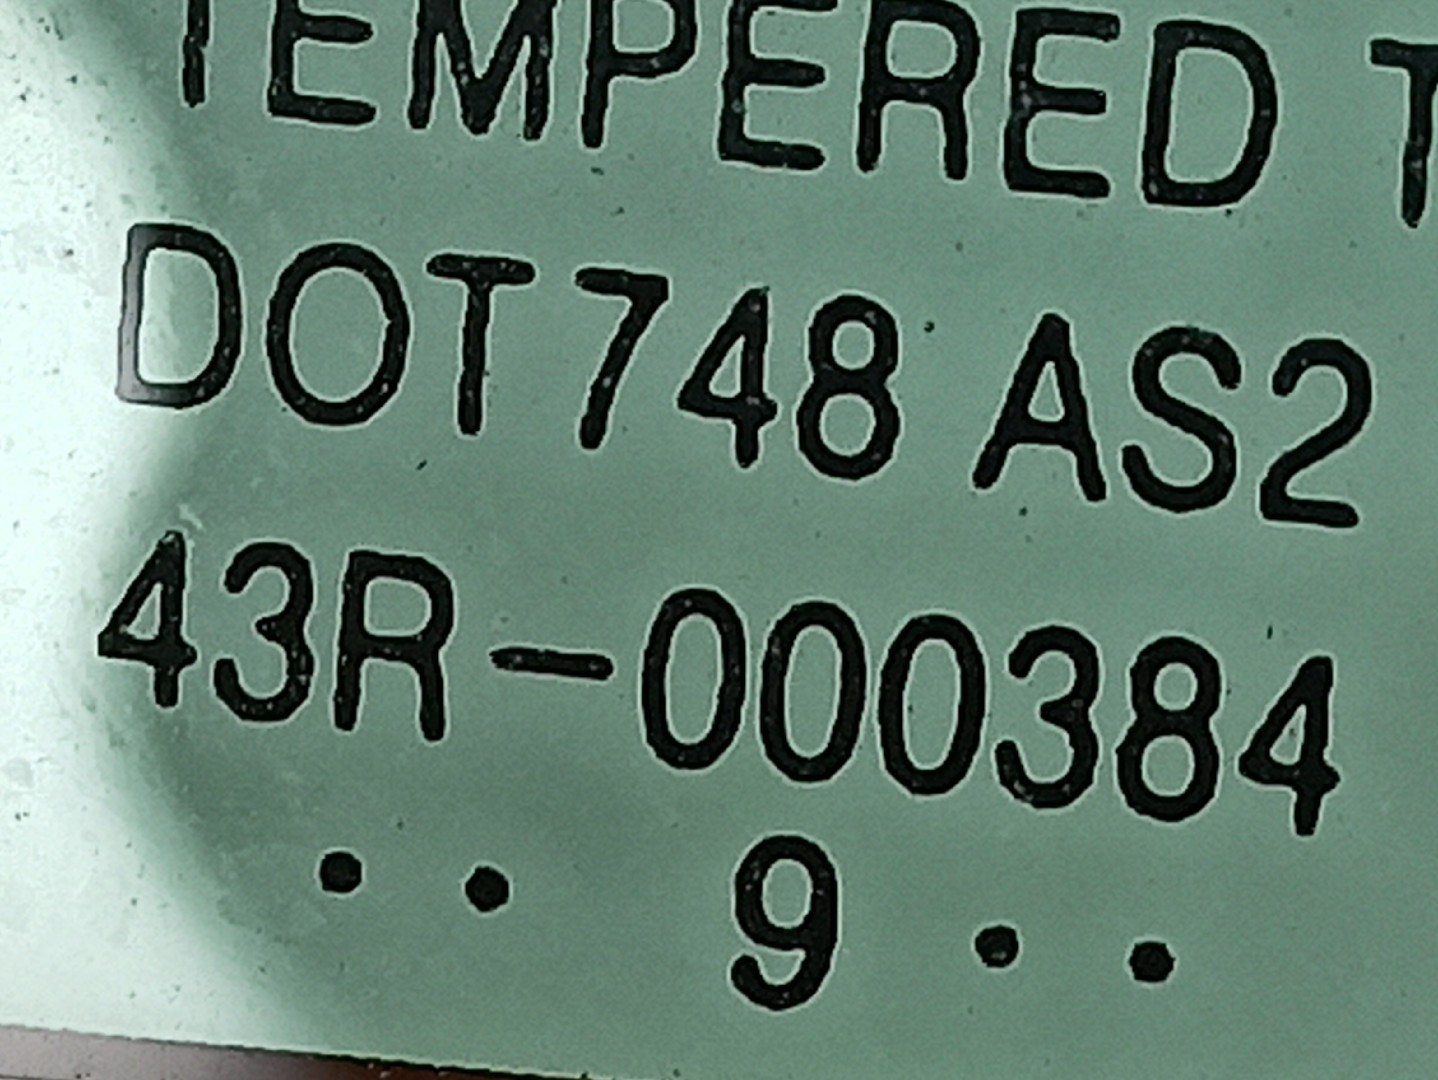 TEMPERED T
DOT748 AS2
43R-000384
. . 9 . .